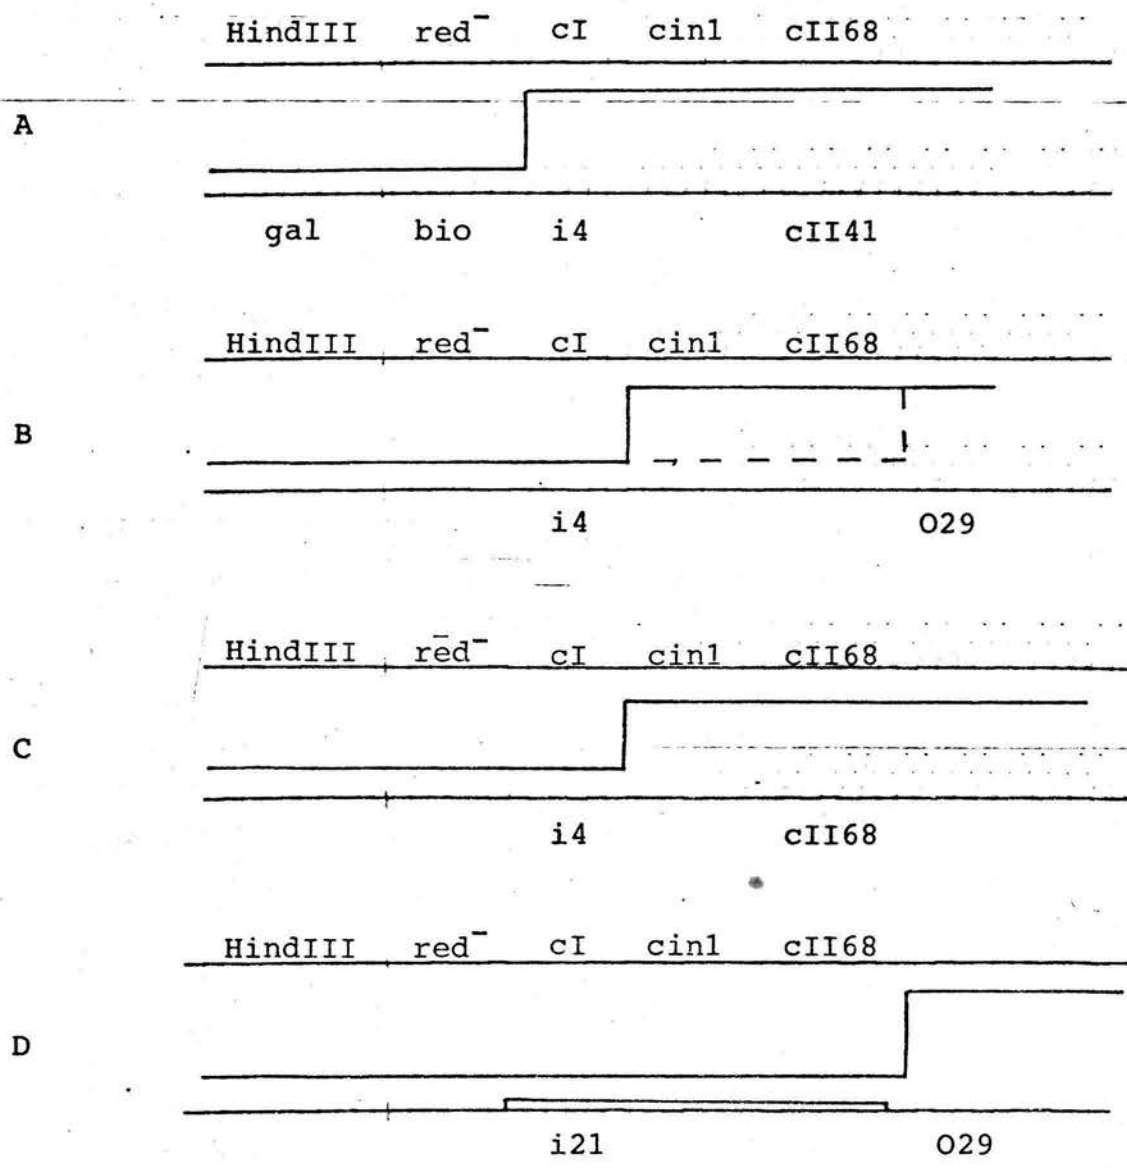 HindIII red⁻ cI cin1 cII68
A
gal bio i4 cII41
HindIII red⁻ cI cin1 cII68
B
i4 O29
HindIII red⁻ cI cin1 cII68
C
i4 cII68
HindIII red⁻ cI cin1 cII68
D
i21 O29